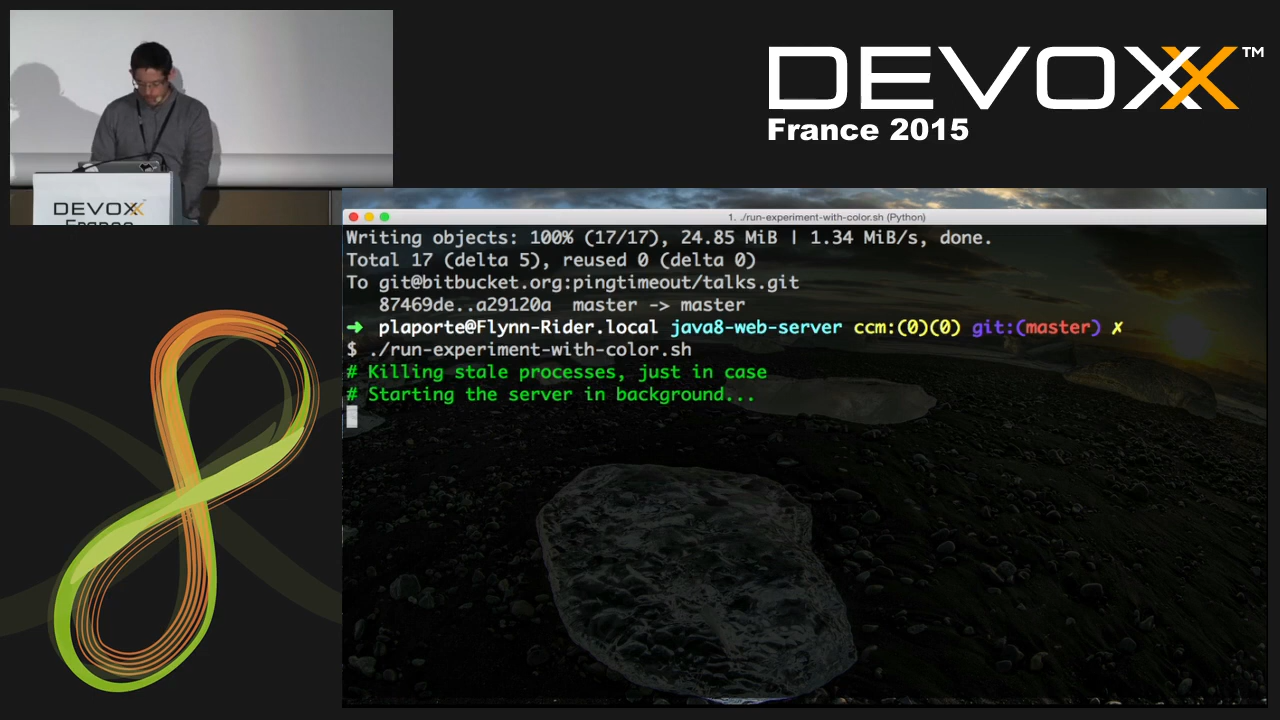 DEVOXX™
France 2015
DEVOXX
France
1. ./run-experiment-with-color.sh (Python)
Writing objects: 100% (17/17), 24.85 MiB | 1.34 MiB/s, done.
Total 17 (delta 5), reused 0 (delta 0)
To git@bitbucket.org:pingtimeout/talks.git
87469de..a29120a master -> master
➜ plaporte@Flynn-Rider.local java8-web-server ccm:(0)(0) git:(master) ✗
$ ./run-experiment-with-color.sh
# Killing stale processes, just in case
# Starting the server in background...